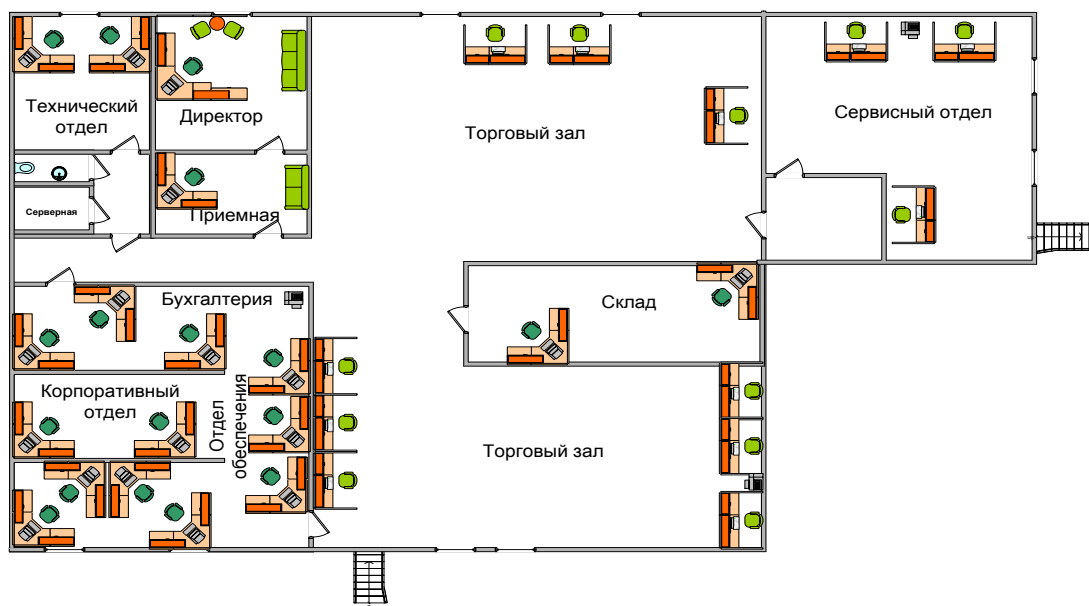 Технический
отдел
Директор
Торговый зал
Сервисный отдел
Серверная
Приемная
Бухгалтерия
Склад
Корпоративный
отдел
Отдел
обеспечения
Торговый зал